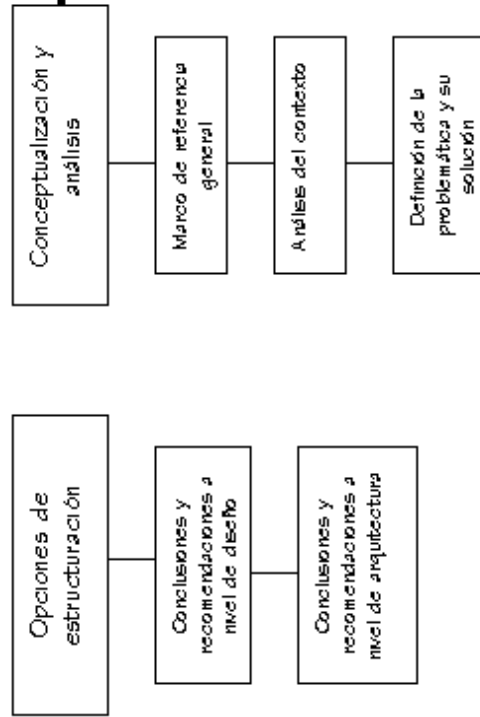 Opciones de
estructuración
Conclusiones y
recomendaciones a
nivel de diseño
Conclusiones y
recomendaciones a
nivel de arquitectura
Conceptualización y
análisis
Marco de referencia
general
Análisis del contexto
Definición de la
problemática y su
solución